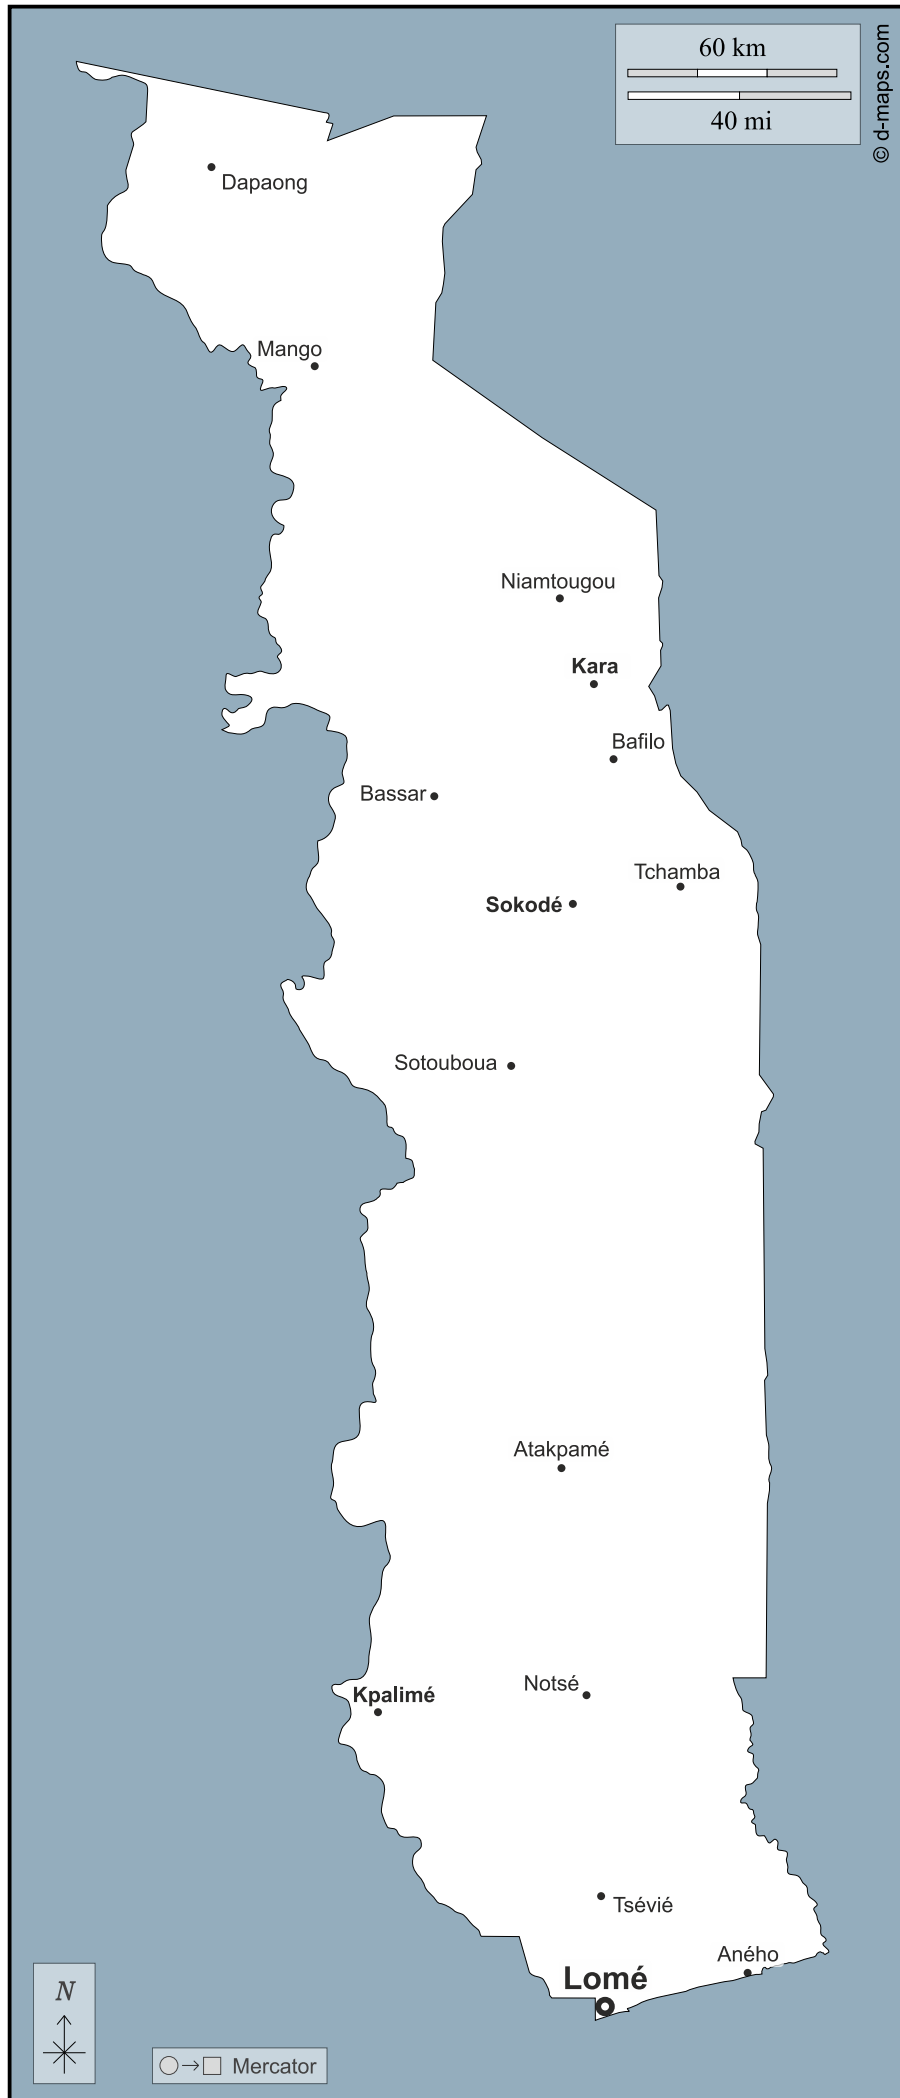 60 km
40 mi
© d-maps.com
Dapaong
Mango
Niamtougou
Kara
Bafilo
Bassar
Tchamba
Sokodé
Sotouboua
Atakpamé
Notsé
Kpalimé
Tsévié
Aného
Lomé
N
Mercator